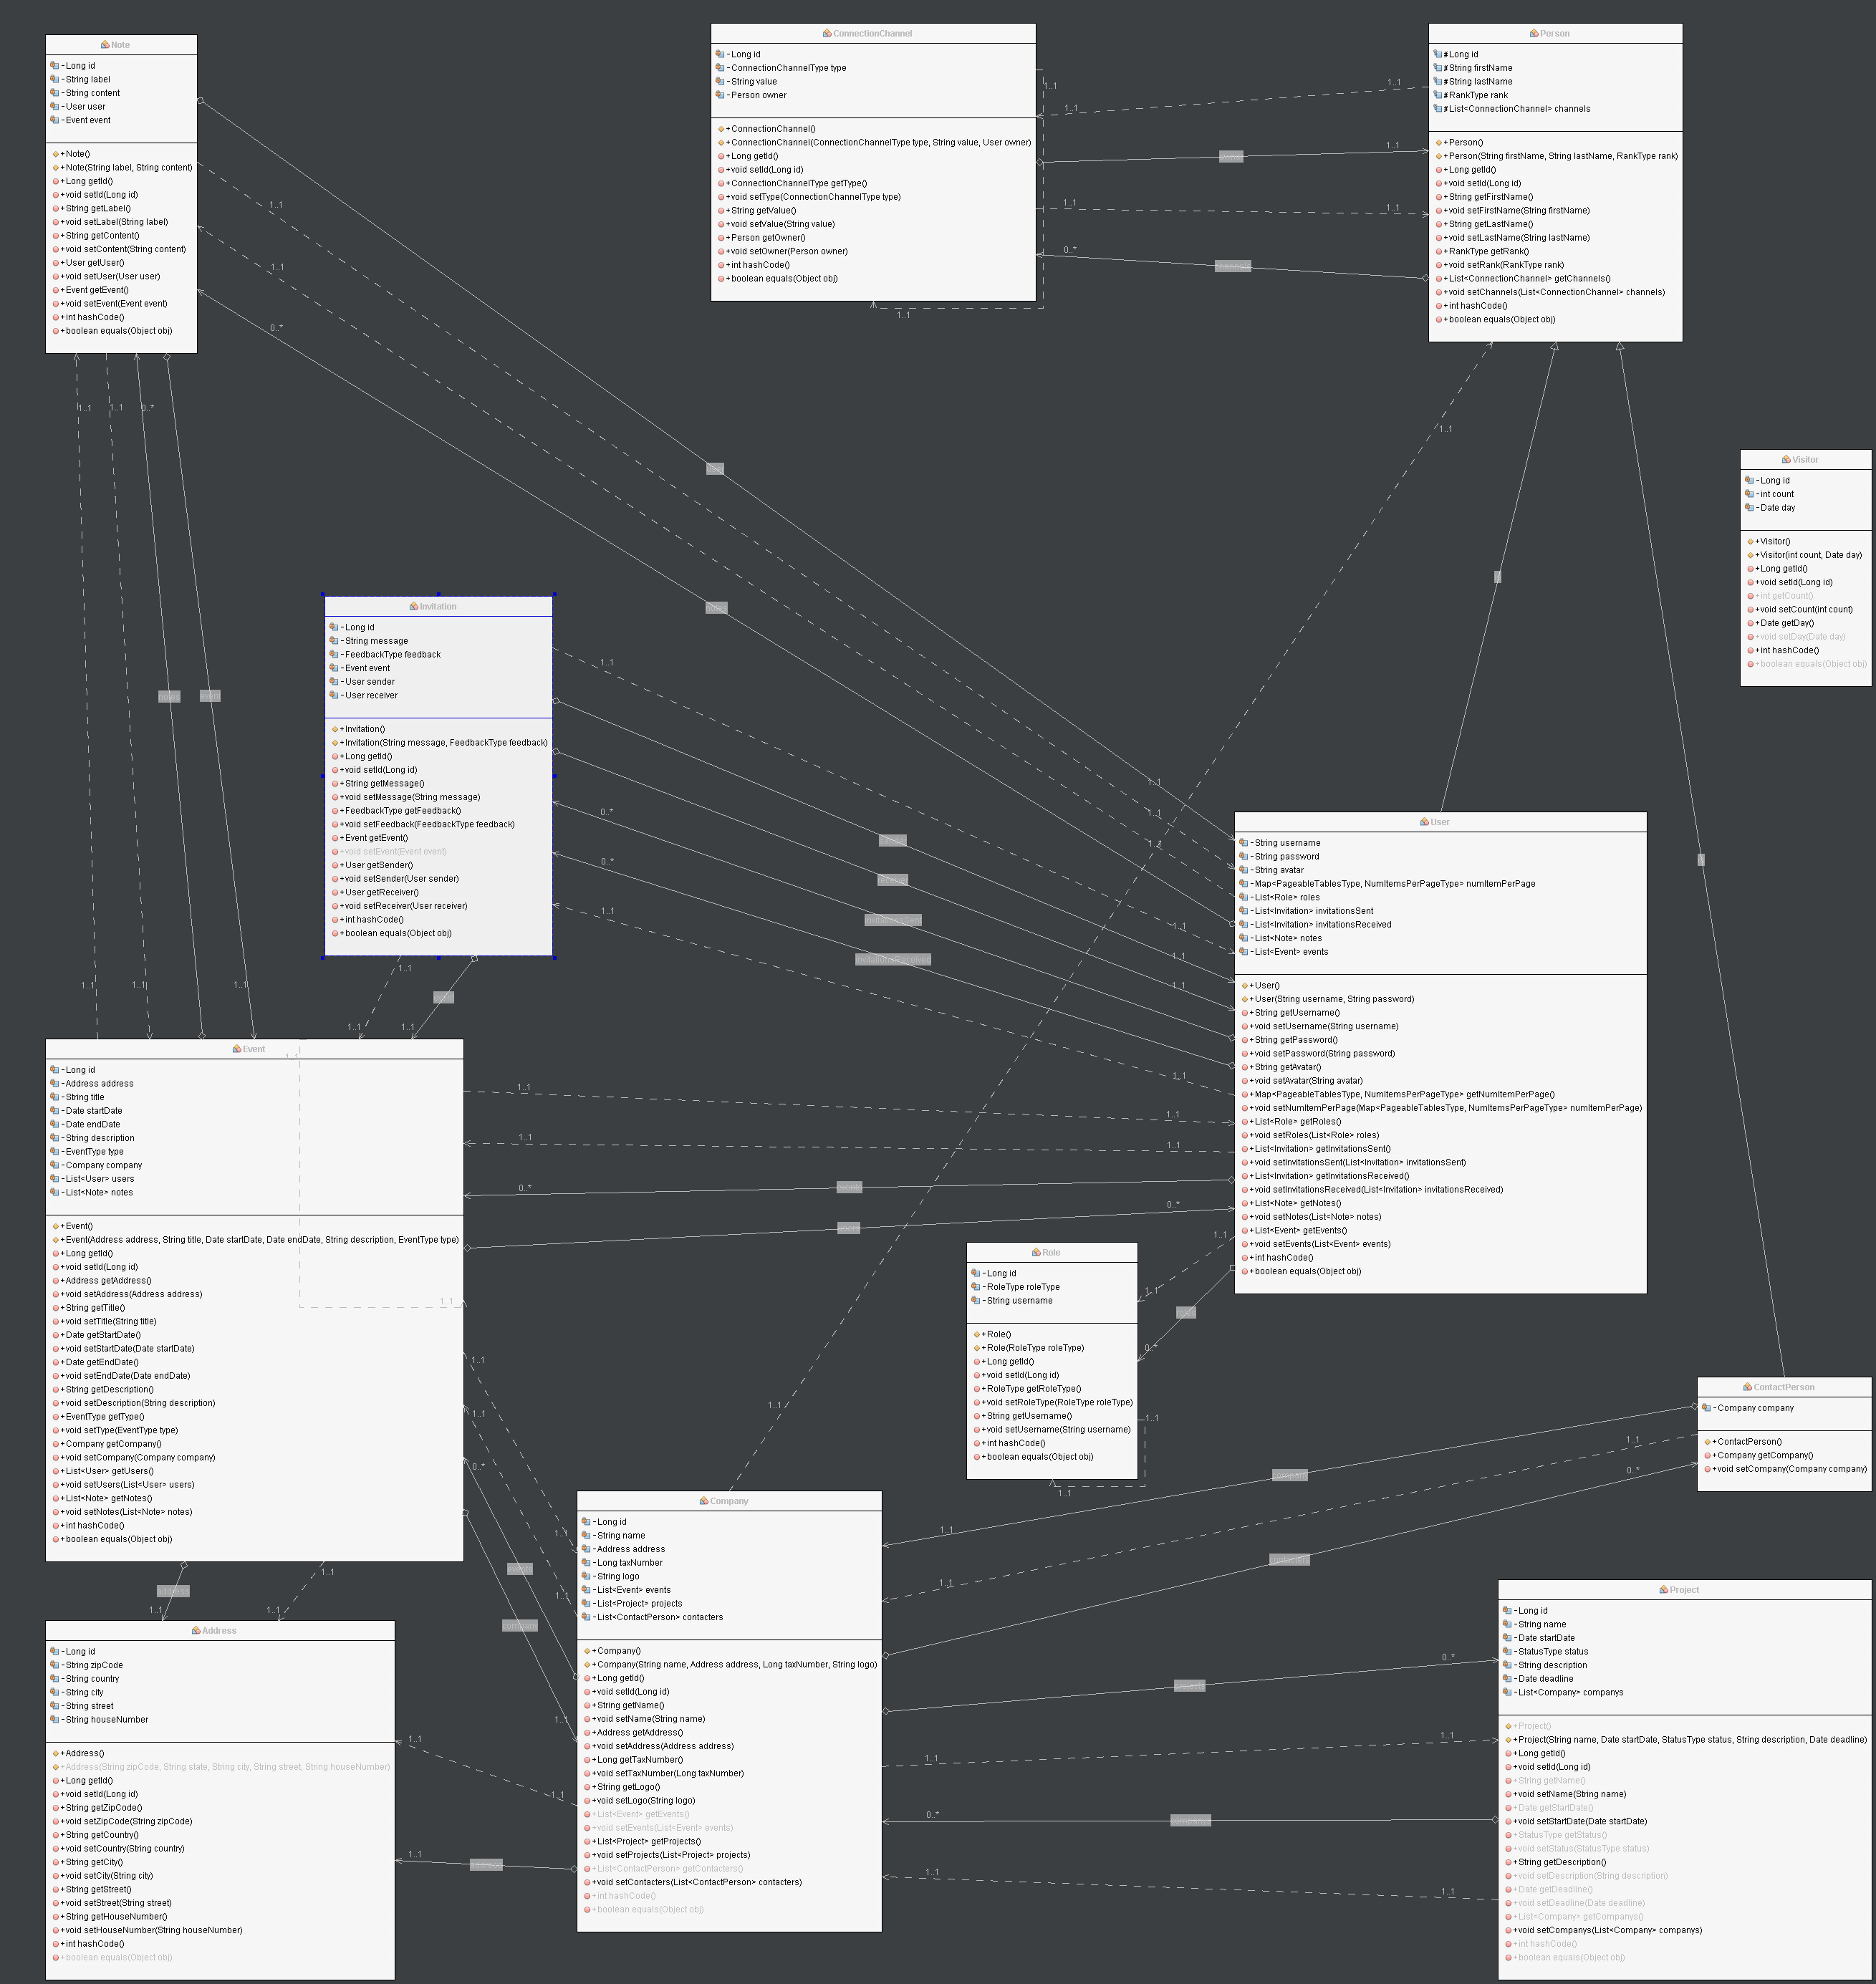 Note
-Long id
-String label
-String content
-User user
-Event event
+Note()
+Note(String label, String content)
+Long getId()
+void setId(Long id)
+String getLabel()
+void setLabel(String label)
+String getContent()
+void setContent(String content)
+User getUser()
+void setUser(User user)
+Event getEvent()
+void setEvent(Event event)
+int hashCode()
+boolean equals(Object obj)
ConnectionChannel
-Long id
-ConnectionChannelType type
-String value
-Person owner
+ConnectionChannel()
+ConnectionChannel(ConnectionChannelType type, String value, User owner)
+Long getId()
+void setId(Long id)
+ConnectionChannelType getType()
+void setType(ConnectionChannelType type)
+String getValue()
+void setValue(String value)
+Person getOwner()
+void setOwner(Person owner)
+int hashCode()
+boolean equals(Object obj)
1..1
1..1
1..1
1..1
1..1
1..1
1..1
0..*
Person
#Long id
#String firstName
#String lastName
#RankType rank
#List<ConnectionChannel> channels
+Person()
+Person(String firstName, String lastName, RankType rank)
+Long getId()
+void setId(Long id)
+String getFirstName()
+void setFirstName(String firstName)
+String getLastName()
+void setLastName(String lastName)
+RankType getRank()
+void setRank(RankType rank)
+List<ConnectionChannel> getChannels()
+void setChannels(List<ConnectionChannel> channels)
+int hashCode()
+boolean equals(Object obj)
1..1
1..1
0..*
1..1
1..1
0..*
1..1
Visitor
-Long id
-int count
-Date day
+Visitor()
+Visitor(int count, Date day)
+Long getId()
+void setId(Long id)
+int getCount()
+void setCount(int count)
+Date getDay()
+void setDay(Date day)
+int hashCode()
+boolean equals(Object obj)
notes
event
Invitation
-Long id
-String message
-FeedbackType feedback
-Event event
-User sender
-User receiver
+Invitation()
+Invitation(String message, FeedbackType feedback)
+Long getId()
+void setId(Long id)
+String getMessage()
+void setMessage(String message)
+FeedbackType getFeedback()
+void setFeedback(FeedbackType feedback)
+Event getEvent()
+void setEvent(Event event)
+User getSender()
+void setSender(User sender)
+User getReceiver()
+void setReceiver(User receiver)
+int hashCode()
+boolean equals(Object obj)
1..1
0..*
0..*
1..1
invitationsSent
invitationsReceived
1..1
1..1
1..1
1..1
1..1
1..1
1..1
User
-String username
-String password
-String avatar
-Map<PageableTablesType, NumItemsPerPageType> numItemPerPage
-List<Role> roles
-List<Invitation> invitationsSent
-List<Invitation> invitationsReceived
-List<Note> notes
-List<Event> events
+User()
+User(String username, String password)
+String getUsername()
+void setUsername(String username)
+String getPassword()
+void setPassword(String password)
+String getAvatar()
+void setAvatar(String avatar)
+Map<PageableTablesType, NumItemsPerPageType> getNumItemPerPage()
+void setNumItemPerPage(Map<PageableTablesType, NumItemsPerPageType> numItemPerPage)
+List<Role> getRoles()
+void setRoles(List<Role> roles)
+List<Invitation> getInvitationsSent()
+void setInvitationsSent(List<Invitation> invitationsSent)
+List<Invitation> getInvitationsReceived()
+void setInvitationsReceived(List<Invitation> invitationsReceived)
+List<Note> getNotes()
+void setNotes(List<Note> notes)
+List<Event> getEvents()
+void setEvents(List<Event> events)
+int hashCode()
+boolean equals(Object obj)
1..1
1..1
1..1
1..1
event
1..1
1..1
Event
1..1
-Long id
-Address address
-String title
-Date startDate
-Date endDate
-String description
-EventType type
-Company company
-List<User> users
-List<Note> notes
+Event()
+Event(Address address, String title, Date startDate, Date endDate, String description, EventType type)
+Long getId()
+void setId(Long id)
+Address getAddress()
+void setAddress(Address address)
+String getTitle()
+void setTitle(String title)
+Date getStartDate()
+void setStartDate(Date startDate)
+Date getEndDate()
+void setEndDate(Date endDate)
+String getDescription()
+void setDescription(String description)
+EventType getType()
+void setType(EventType type)
+Company getCompany()
+void setCompany(Company company)
+List<User> getUsers()
+void setUsers(List<User> users)
+List<Note> getNotes()
+void setNotes(List<Note> notes)
+int hashCode()
+boolean equals(Object obj)
1..1
1..1
1..1
1..1
1..1
0..*
0..*
1..1
1..1
0..*
Role
-Long id
-RoleType roleType
-String username
+Role()
+Role(RoleType roleType)
+Long getId()
+void setId(Long id)
+RoleType getRoleType()
+void setRoleType(RoleType roleType)
+String getUsername()
+void setUsername(String username)
+int hashCode()
+boolean equals(Object obj)
1..1
1..1
0..*
1..1
1..1
ContactPerson
-Company company
+ContactPerson()
+Company getCompany()
+void setCompany(Company company)
company
1..1
0..*
1..1
1..1
1..1
Company
-Long id
-String name
-Address address
-Long taxNumber
-String logo
-List<Event> events
-List<Project> projects
-List<ContactPerson> contacters
+Company()
+Company(String name, Address address, Long taxNumber, String logo)
+Long getId()
+void setId(Long id)
+String getName()
+void setName(String name)
+Address getAddress()
+void setAddress(Address address)
+Long getTaxNumber()
+void setTaxNumber(Long taxNumber)
+String getLogo()
+void setLogo(String logo)
+List<Event> getEvents()
+void setEvents(List<Event> events)
+List<Project> getProjects()
+void setProjects(List<Project> projects)
+List<ContactPerson> getContacters()
+void setContacters(List<ContactPerson> contacters)
+int hashCode()
+boolean equals(Object obj)
1..1
1..1
1..1
events
company
address
1..1
1..1
1..1
Address
-Long id
-String zipCode
-String country
-String city
-String street
-String houseNumber
+Address()
+Address(String zipCode, String state, String city, String street, String houseNumber)
+Long getId()
+void setId(Long id)
+String getZipCode()
+void setZipCode(String zipCode)
+String getCountry()
+void setCountry(String country)
+String getCity()
+void setCity(String city)
+String getStreet()
+void setStreet(String street)
+String getHouseNumber()
+void setHouseNumber(String houseNumber)
+int hashCode()
+boolean equals(Object obj)
1..1
1..1
1..1
0..*
1..1
1..1
0..*
1..1
1..1
Project
-Long id
-String name
-Date startDate
-StatusType status
-String description
-Date deadline
-List<Company> companys
+Project()
+Project(String name, Date startDate, StatusType status, String description, Date deadline)
+Long getId()
+void setId(Long id)
+String getName()
+void setName(String name)
+Date getStartDate()
+void setStartDate(Date startDate)
+StatusType getStatus()
+void setStatus(StatusType status)
+String getDescription()
+void setDescription(String description)
+Date getDeadline()
+void setDeadline(Date deadline)
+List<Company> getCompanys()
+void setCompanys(List<Company> companys)
+int hashCode()
+boolean equals(Object obj)